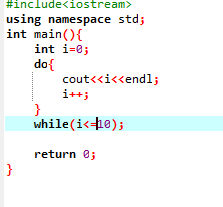 #include<iostream>
using namespace std;
int main(){
    int i=0;
    do{
        cout<<i<<endl;
        i++;
    }
    while(i<=10);

    return 0;
}